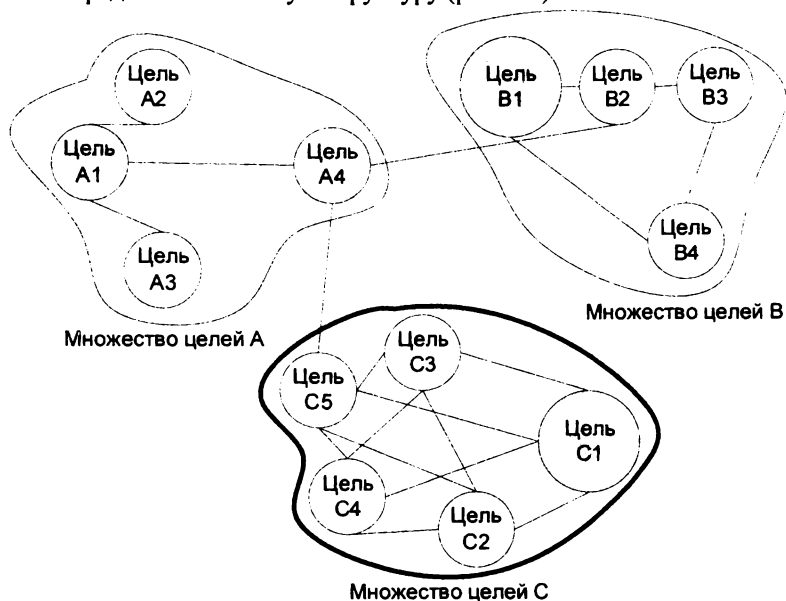 Цель
A2
Цель
A1
Цель
A4
Цель
A3
Множество целей A
Цель
B1
Цель
B2
Цель
B3
Цель
B4
Множество целей B
Цель
C3
Цель
C5
Цель
C1
Цель
C4
Цель
C2
Множество целей C